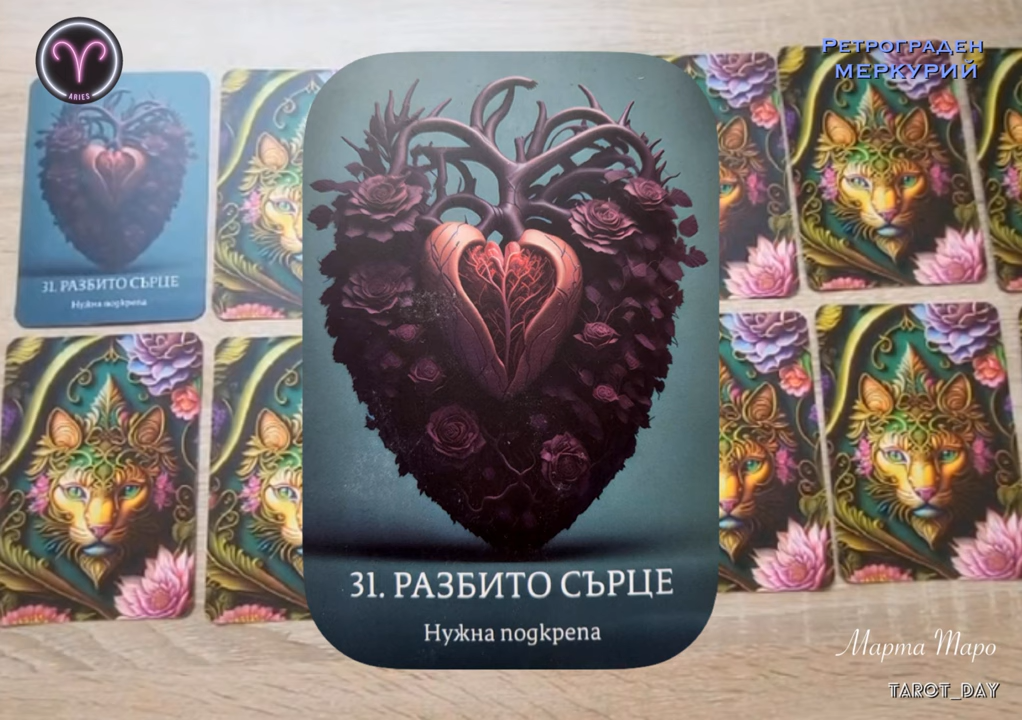 ARIES
Ретрограден
МЕРКУРИЙ
31. РАЗБИТО СЪРЦЕ
Нужна подкрепа
31. РАЗБИТО СЪРЦЕ
Нужна подкрепа
Марта Таро
TAROT_DAY